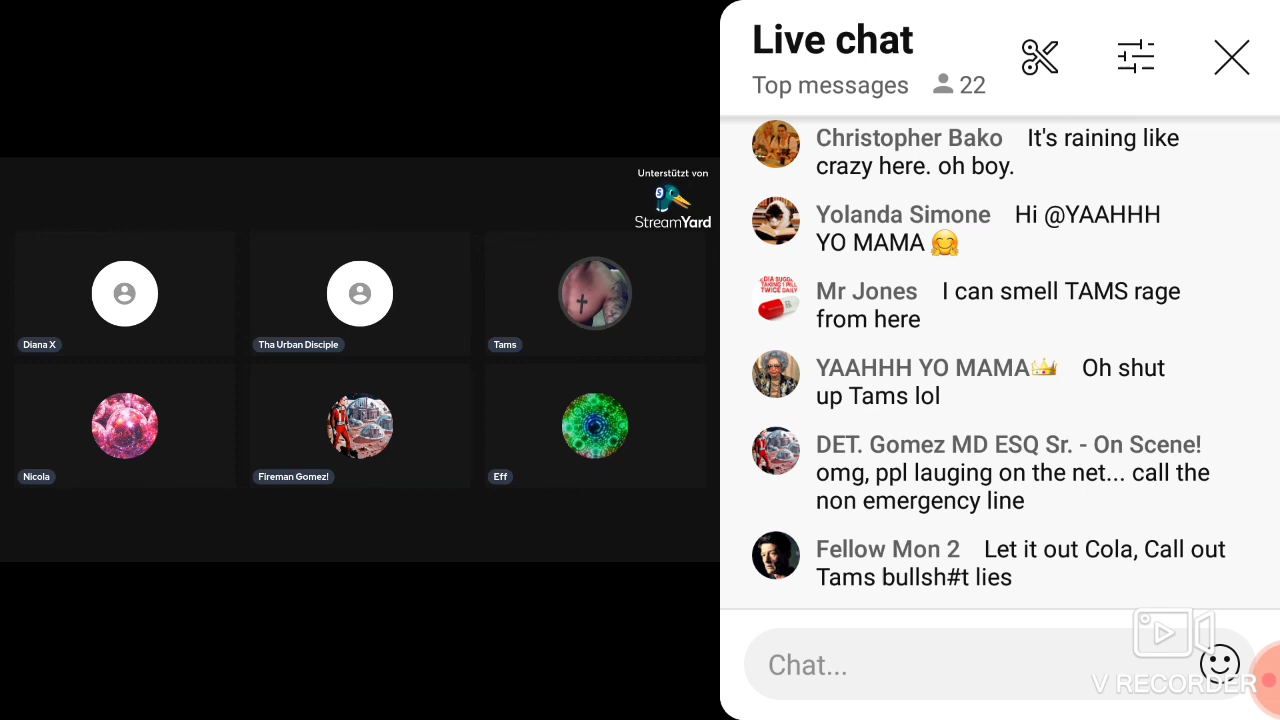 Unterstützt von
StreamYard
Diana X
Tha Urban Disciple
Tams
Nicola
Fireman Gomez!
Eff
Live chat
Top messages 22
Christopher Bako It's raining like
crazy here. oh boy.
Yolanda Simone Hi @YAAHHH
YO MAMA 🤗
Mr Jones I can smell TAMS rage
from here
YAAHHH YO MAMA👑 Oh shut
up Tams lol
DET. Gomez MD ESQ Sr. - On Scene!
omg, ppl lauging on the net... call the
non emergency line
Fellow Mon 2 Let it out Cola, Call out
Tams bullsh#t lies
Chat...
V RECORDER